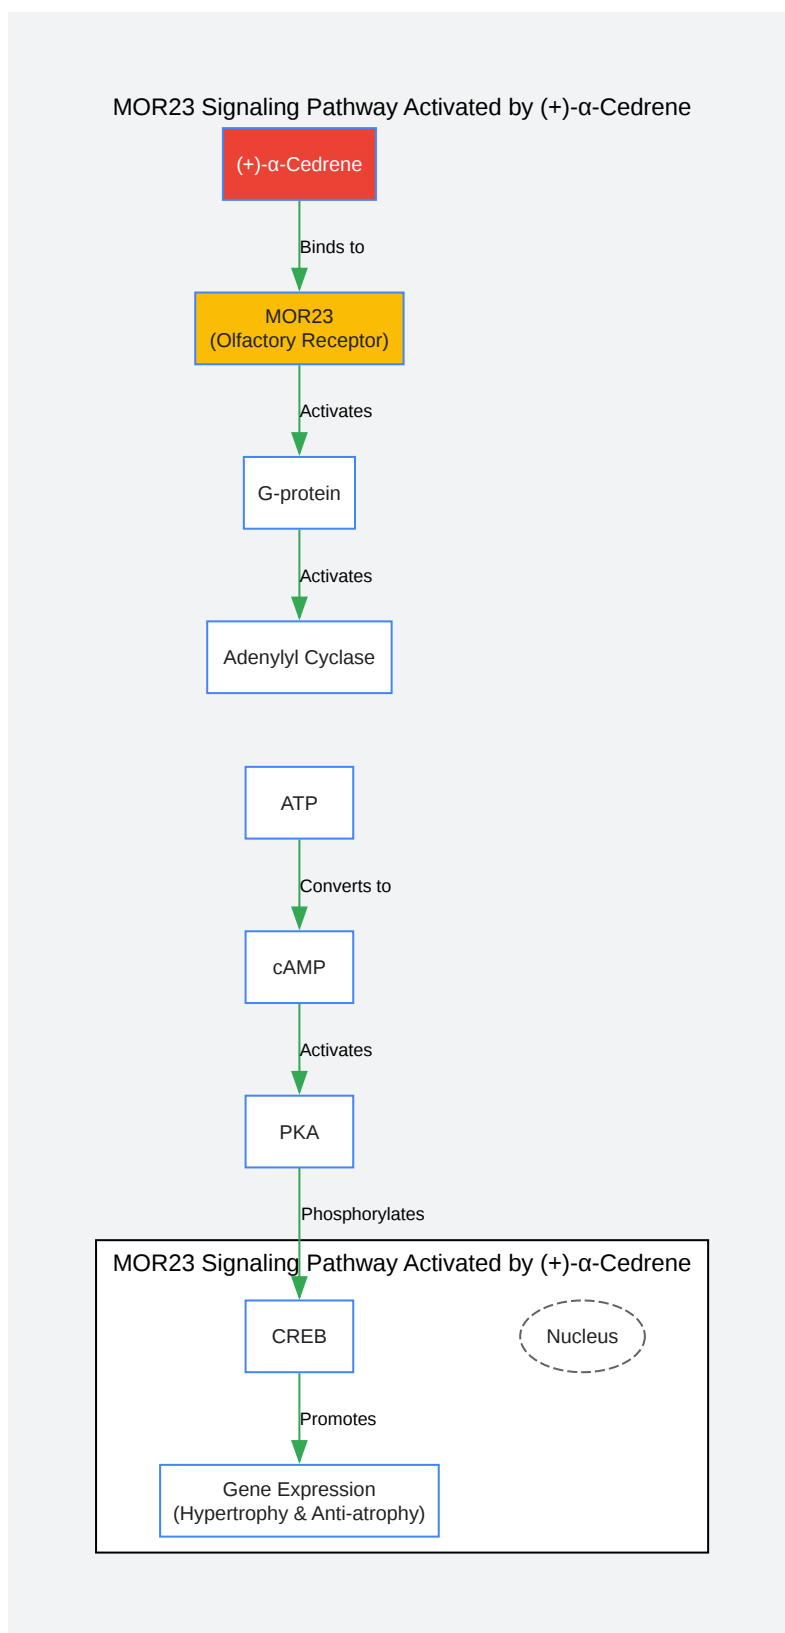 MOR23 Signaling Pathway Activated by (+)-α-Cedrene
(+)-α-Cedrene
Binds to
MOR23
(Olfactory Receptor)
Activates
G-protein
Activates
Adenylyl Cyclase
ATP
Converts to
cAMP
Activates
PKA
Phosphorylates
MOR23 Signaling Pathway Activated by (+)-α-Cedrene
CREB
Nucleus
Promotes
Gene Expression
(Hypertrophy & Anti-atrophy)